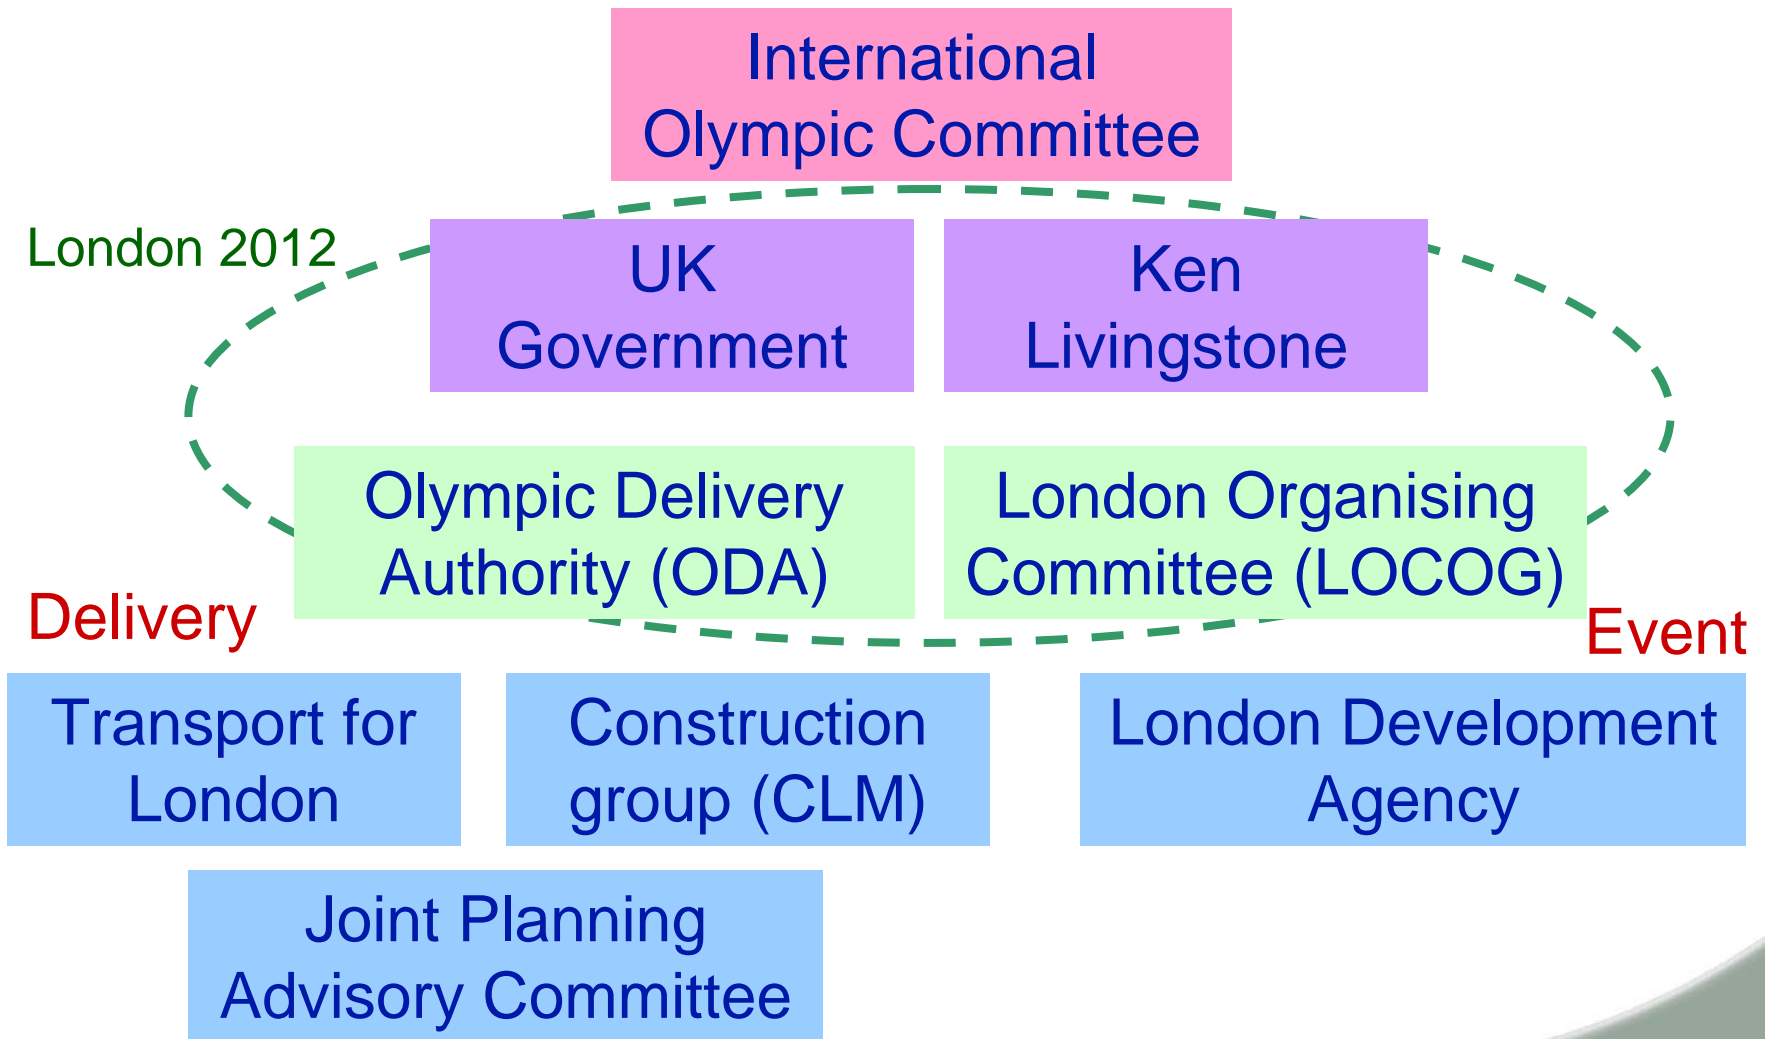 International
Olympic Committee
London 2012
UK
Government
Ken
Livingstone
Olympic Delivery
Authority (ODA)
London Organising
Committee (LOCOG)
Delivery
Event
Transport for
London
Construction
group (CLM)
London Development
Agency
Joint Planning
Advisory Committee